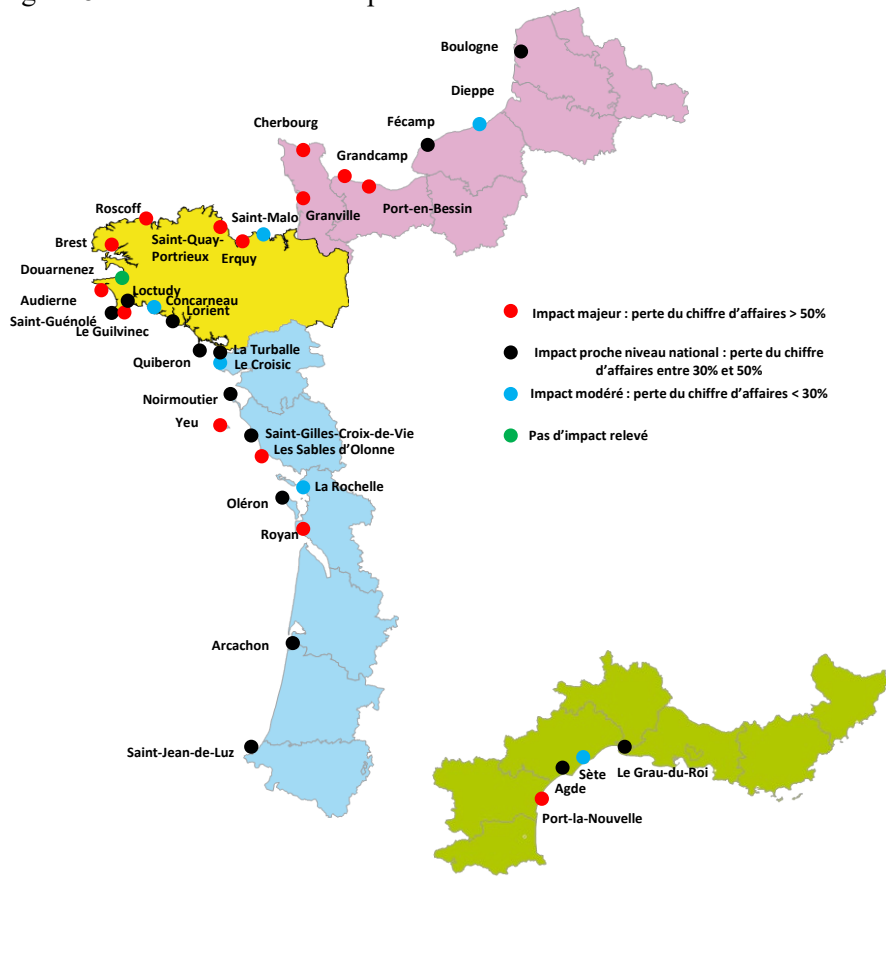 Boulogne
Dieppe
Fécamp
Cherbourg
Grandcamp
Port-en-Bessin
Granville
Roscoff
Saint-Malo
Brest
Saint-Quay-
Portrieux
Erquy
Douarnenez
Loctudy
Audierne
Concarneau
Lorient
Saint-Guénolé
Le Guilvinec
La Turballe
Quiberon
Le Croisic
Noirmoutier
Yeu
Saint-Gilles-Croix-de-Vie
Les Sables d'Olonne
La Rochelle
Oléron
Royan
Arcachon
Saint-Jean-de-Luz
Impact majeur : perte du chiffre d'affaires > 50%
Impact proche niveau national : perte du chiffre
d'affaires entre 30% et 50%
Impact modéré : perte du chiffre d'affaires < 30%
Pas d'impact relevé
Sète
Le Grau-du-Roi
Agde
Port-la-Nouvelle